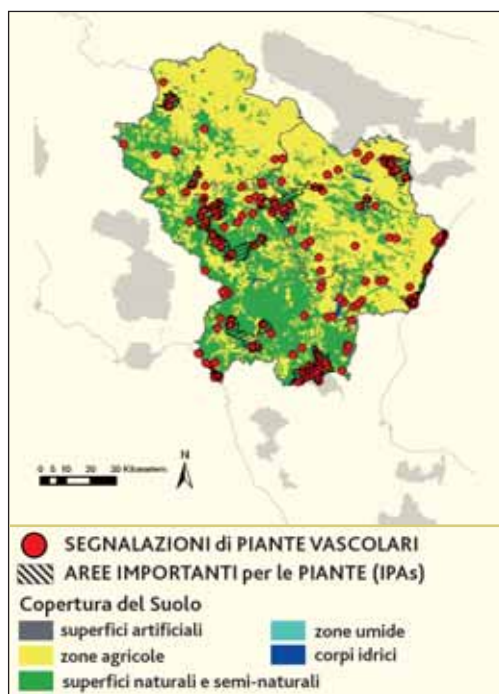 N
0 5 10 20 30 Kilometers
SEGNALAZIONI di PIANTE VASCOLARI
AREE IMPORTANTI per le PIANTE (IPAs)
Copertura del Suolo
superfici artificiali
zone umide
zone agricole
corpi idrici
superfici naturali e semi-naturali